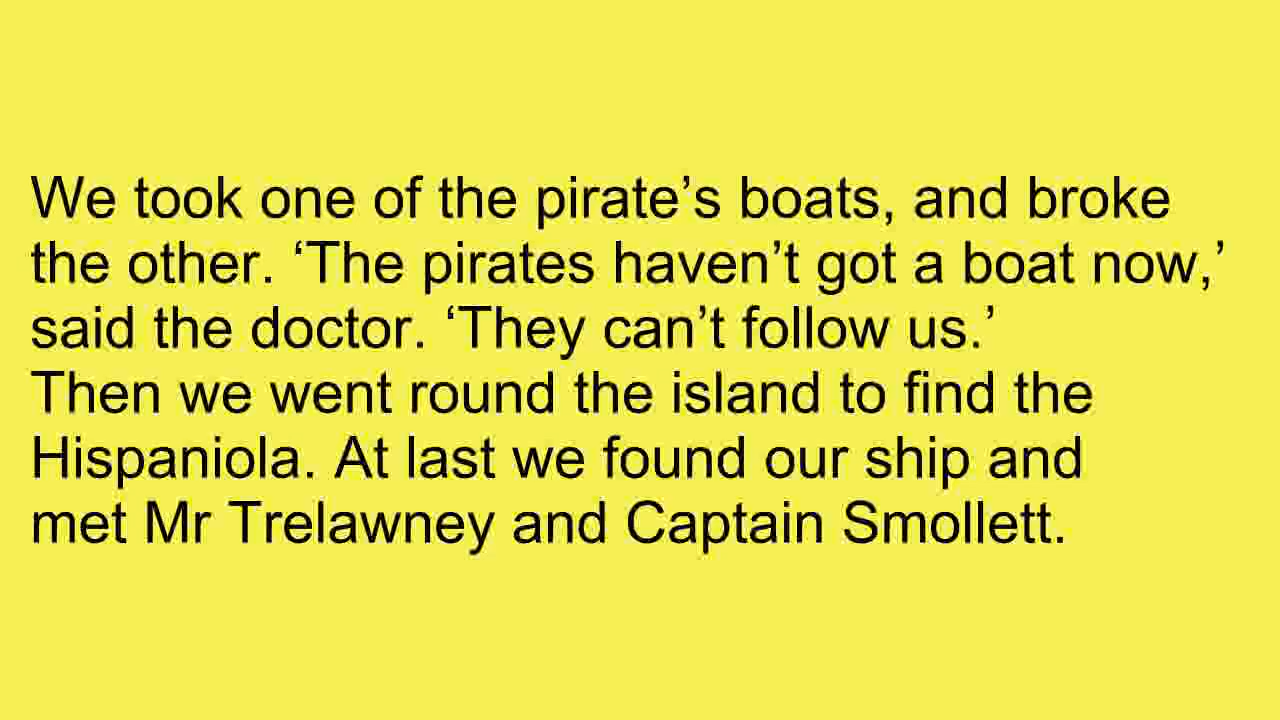 We took one of the pirate’s boats, and broke
the other. ‘The pirates haven’t got a boat now,’
said the doctor. ‘They can’t follow us.’
Then we went round the island to find the
Hispaniola. At last we found our ship and
met Mr Trelawney and Captain Smollett.